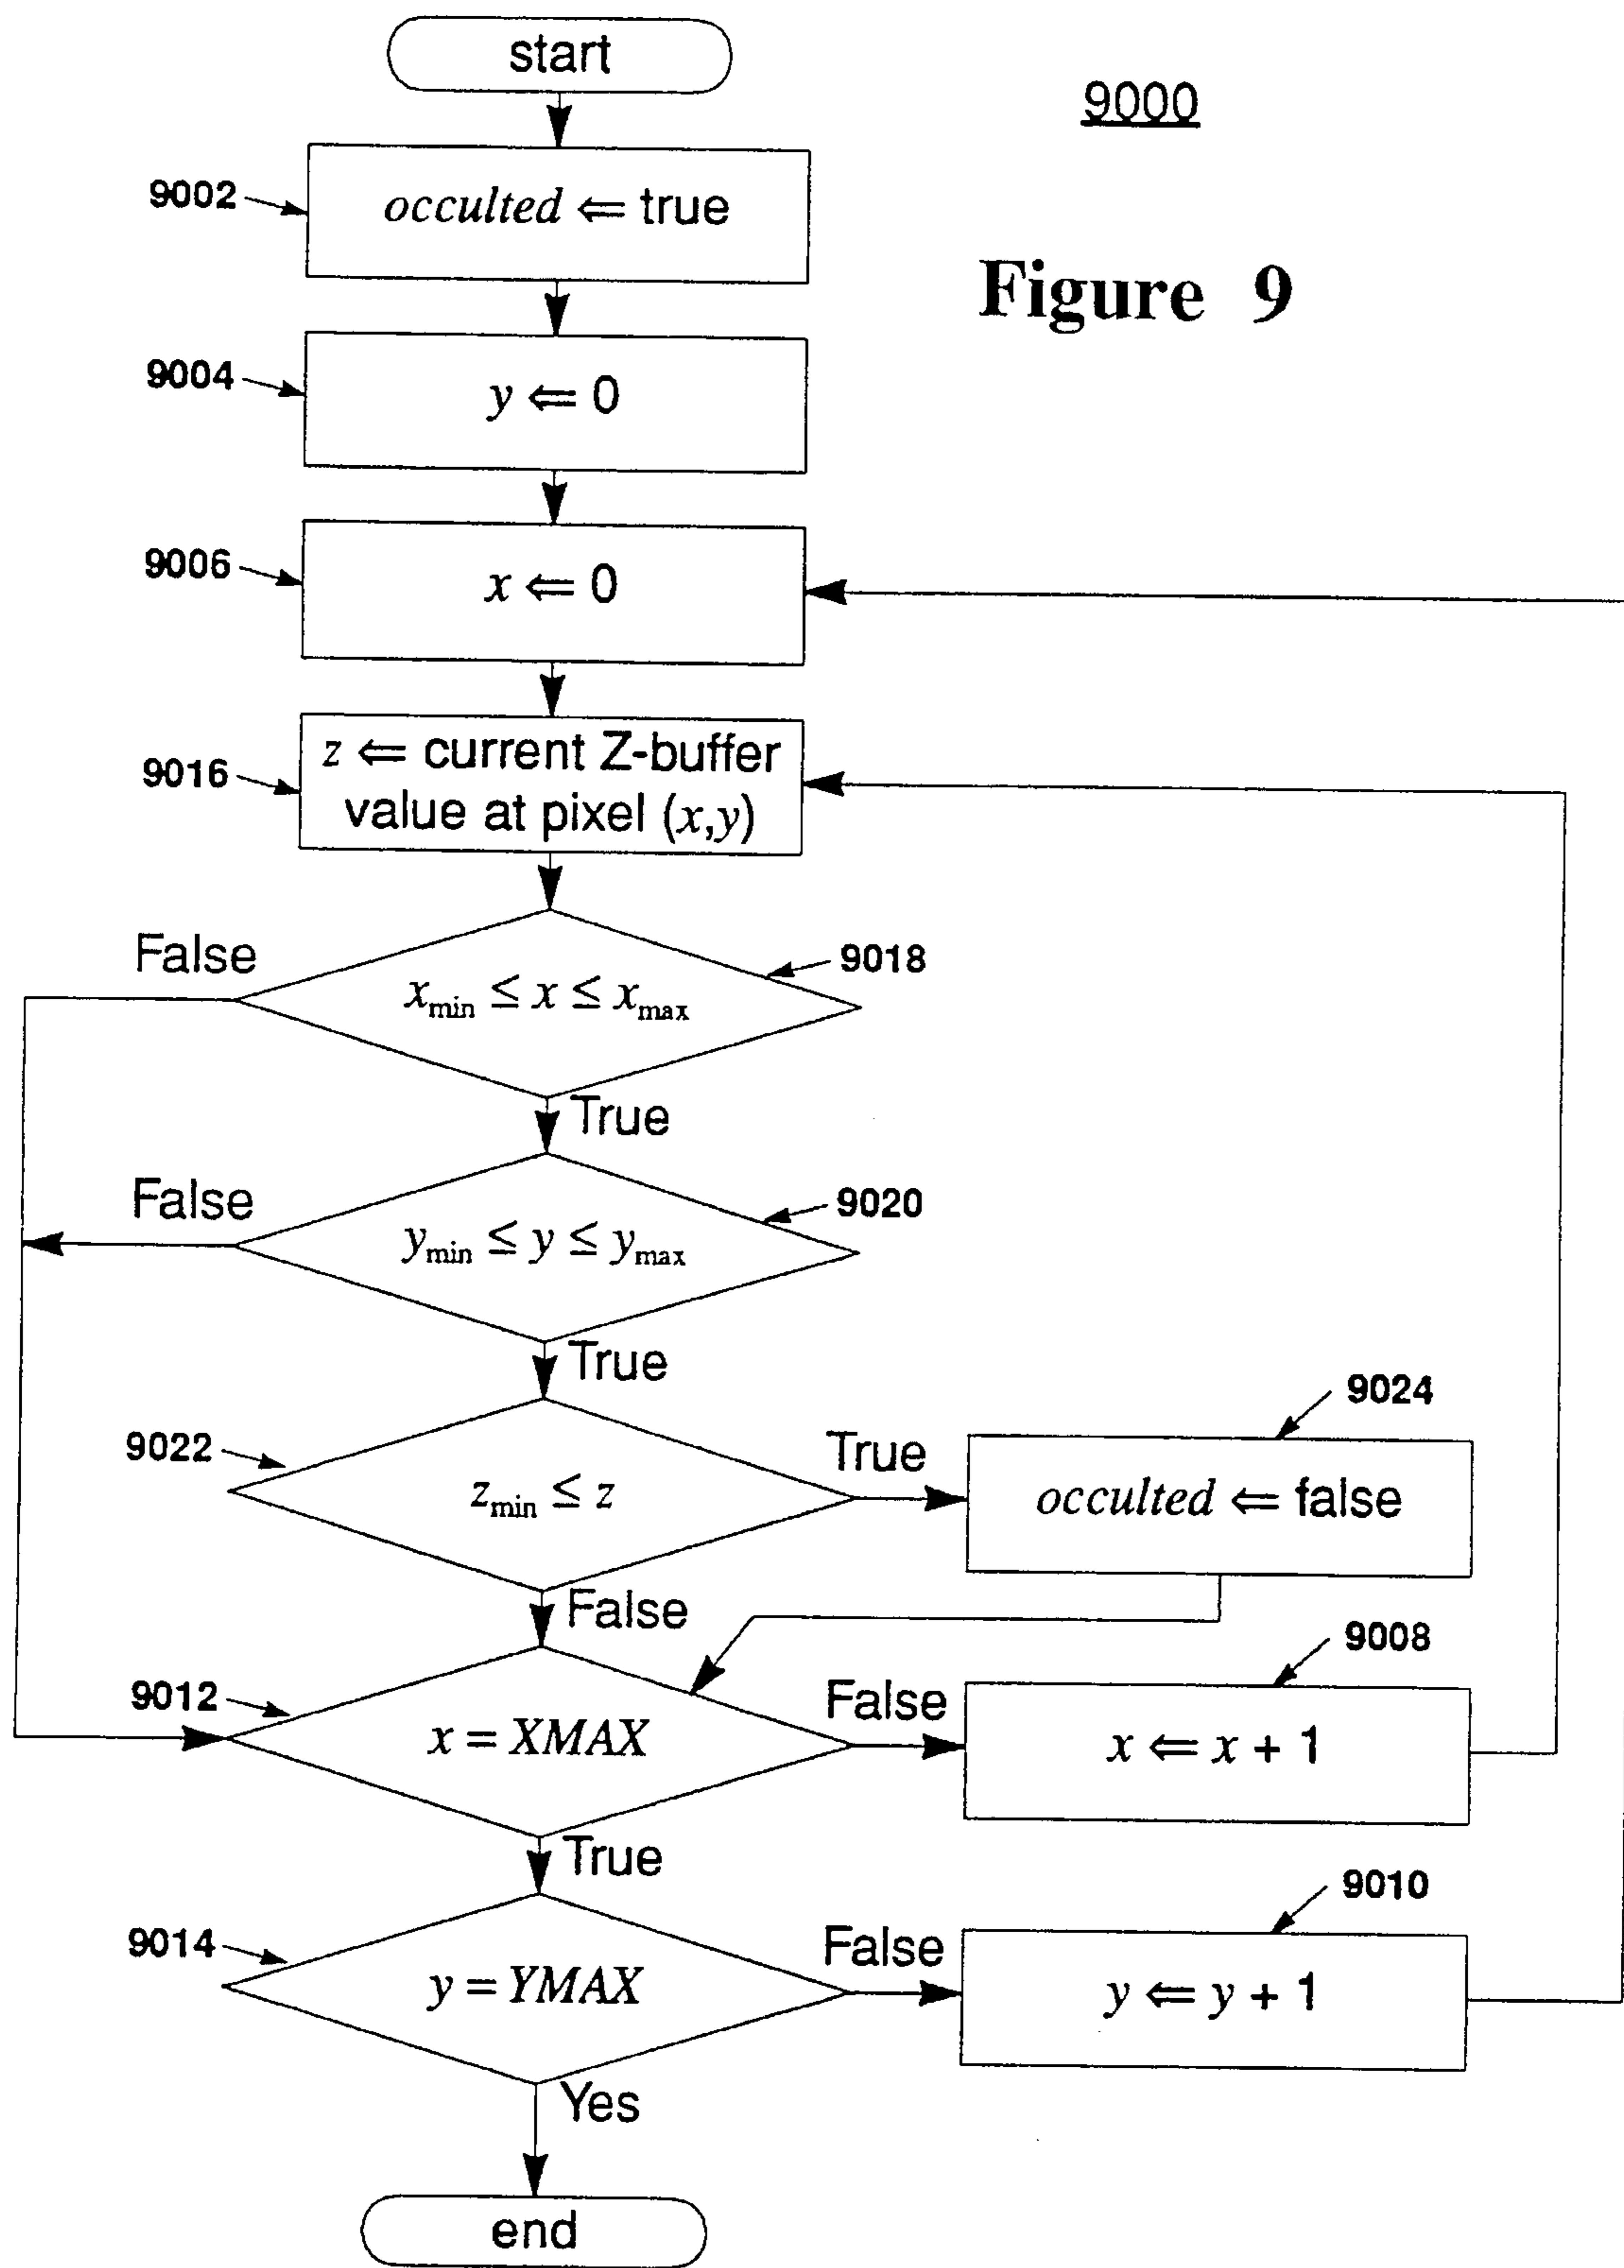 start
9000
9002
occulted ⇐ true
Figure 9
9004
y ⇐ 0
9006
x ⇐ 0
9016
z ⇐ current Z-buffer
value at pixel (x,y)
False
9018
xmin ≤ x ≤ xmax
True
False
9020
ymin ≤ y ≤ ymax
True
9022
zmin ≤ z
True
9024
occulted ⇐ false
False
9012
x = XMAX
False
9008
x ⇐ x + 1
True
9014
y = YMAX
False
9010
y ⇐ y + 1
Yes
end